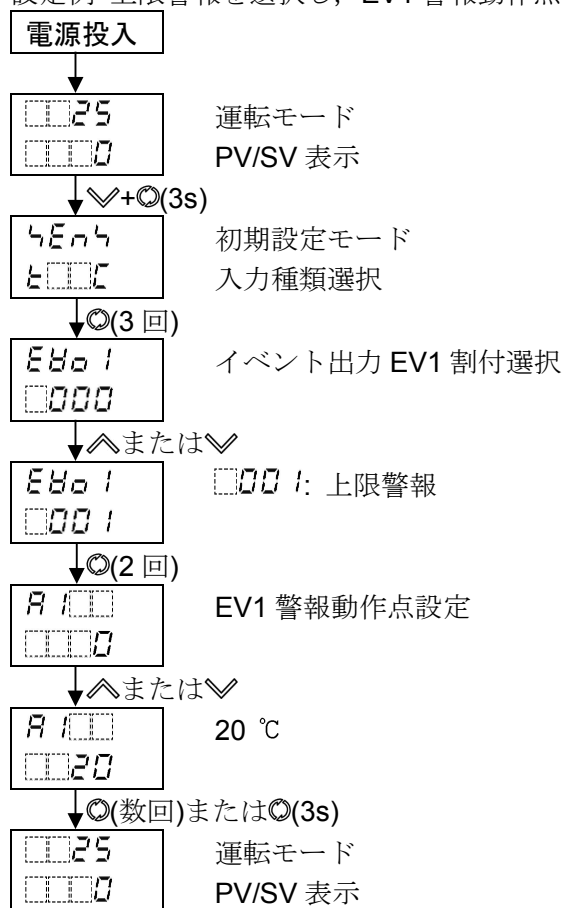 設定例 上限警報を選択し, EV1 警報動作点
電源投入
□□25 運転モード
□□□0 PV/SV 表示
+(3s)
SEnS 初期設定モード
t□□C 入力種類選択
(3 回)
EVo1 イベント出力 EV1 割付選択
□000
または
EVo1 □001: 上限警報
□001
(2 回)
A1□□ EV1 警報動作点設定
□□□0
または
A1□□ 20 ℃
□□20
(数回)または(3s)
□□25 運転モード
□□□0 PV/SV 表示